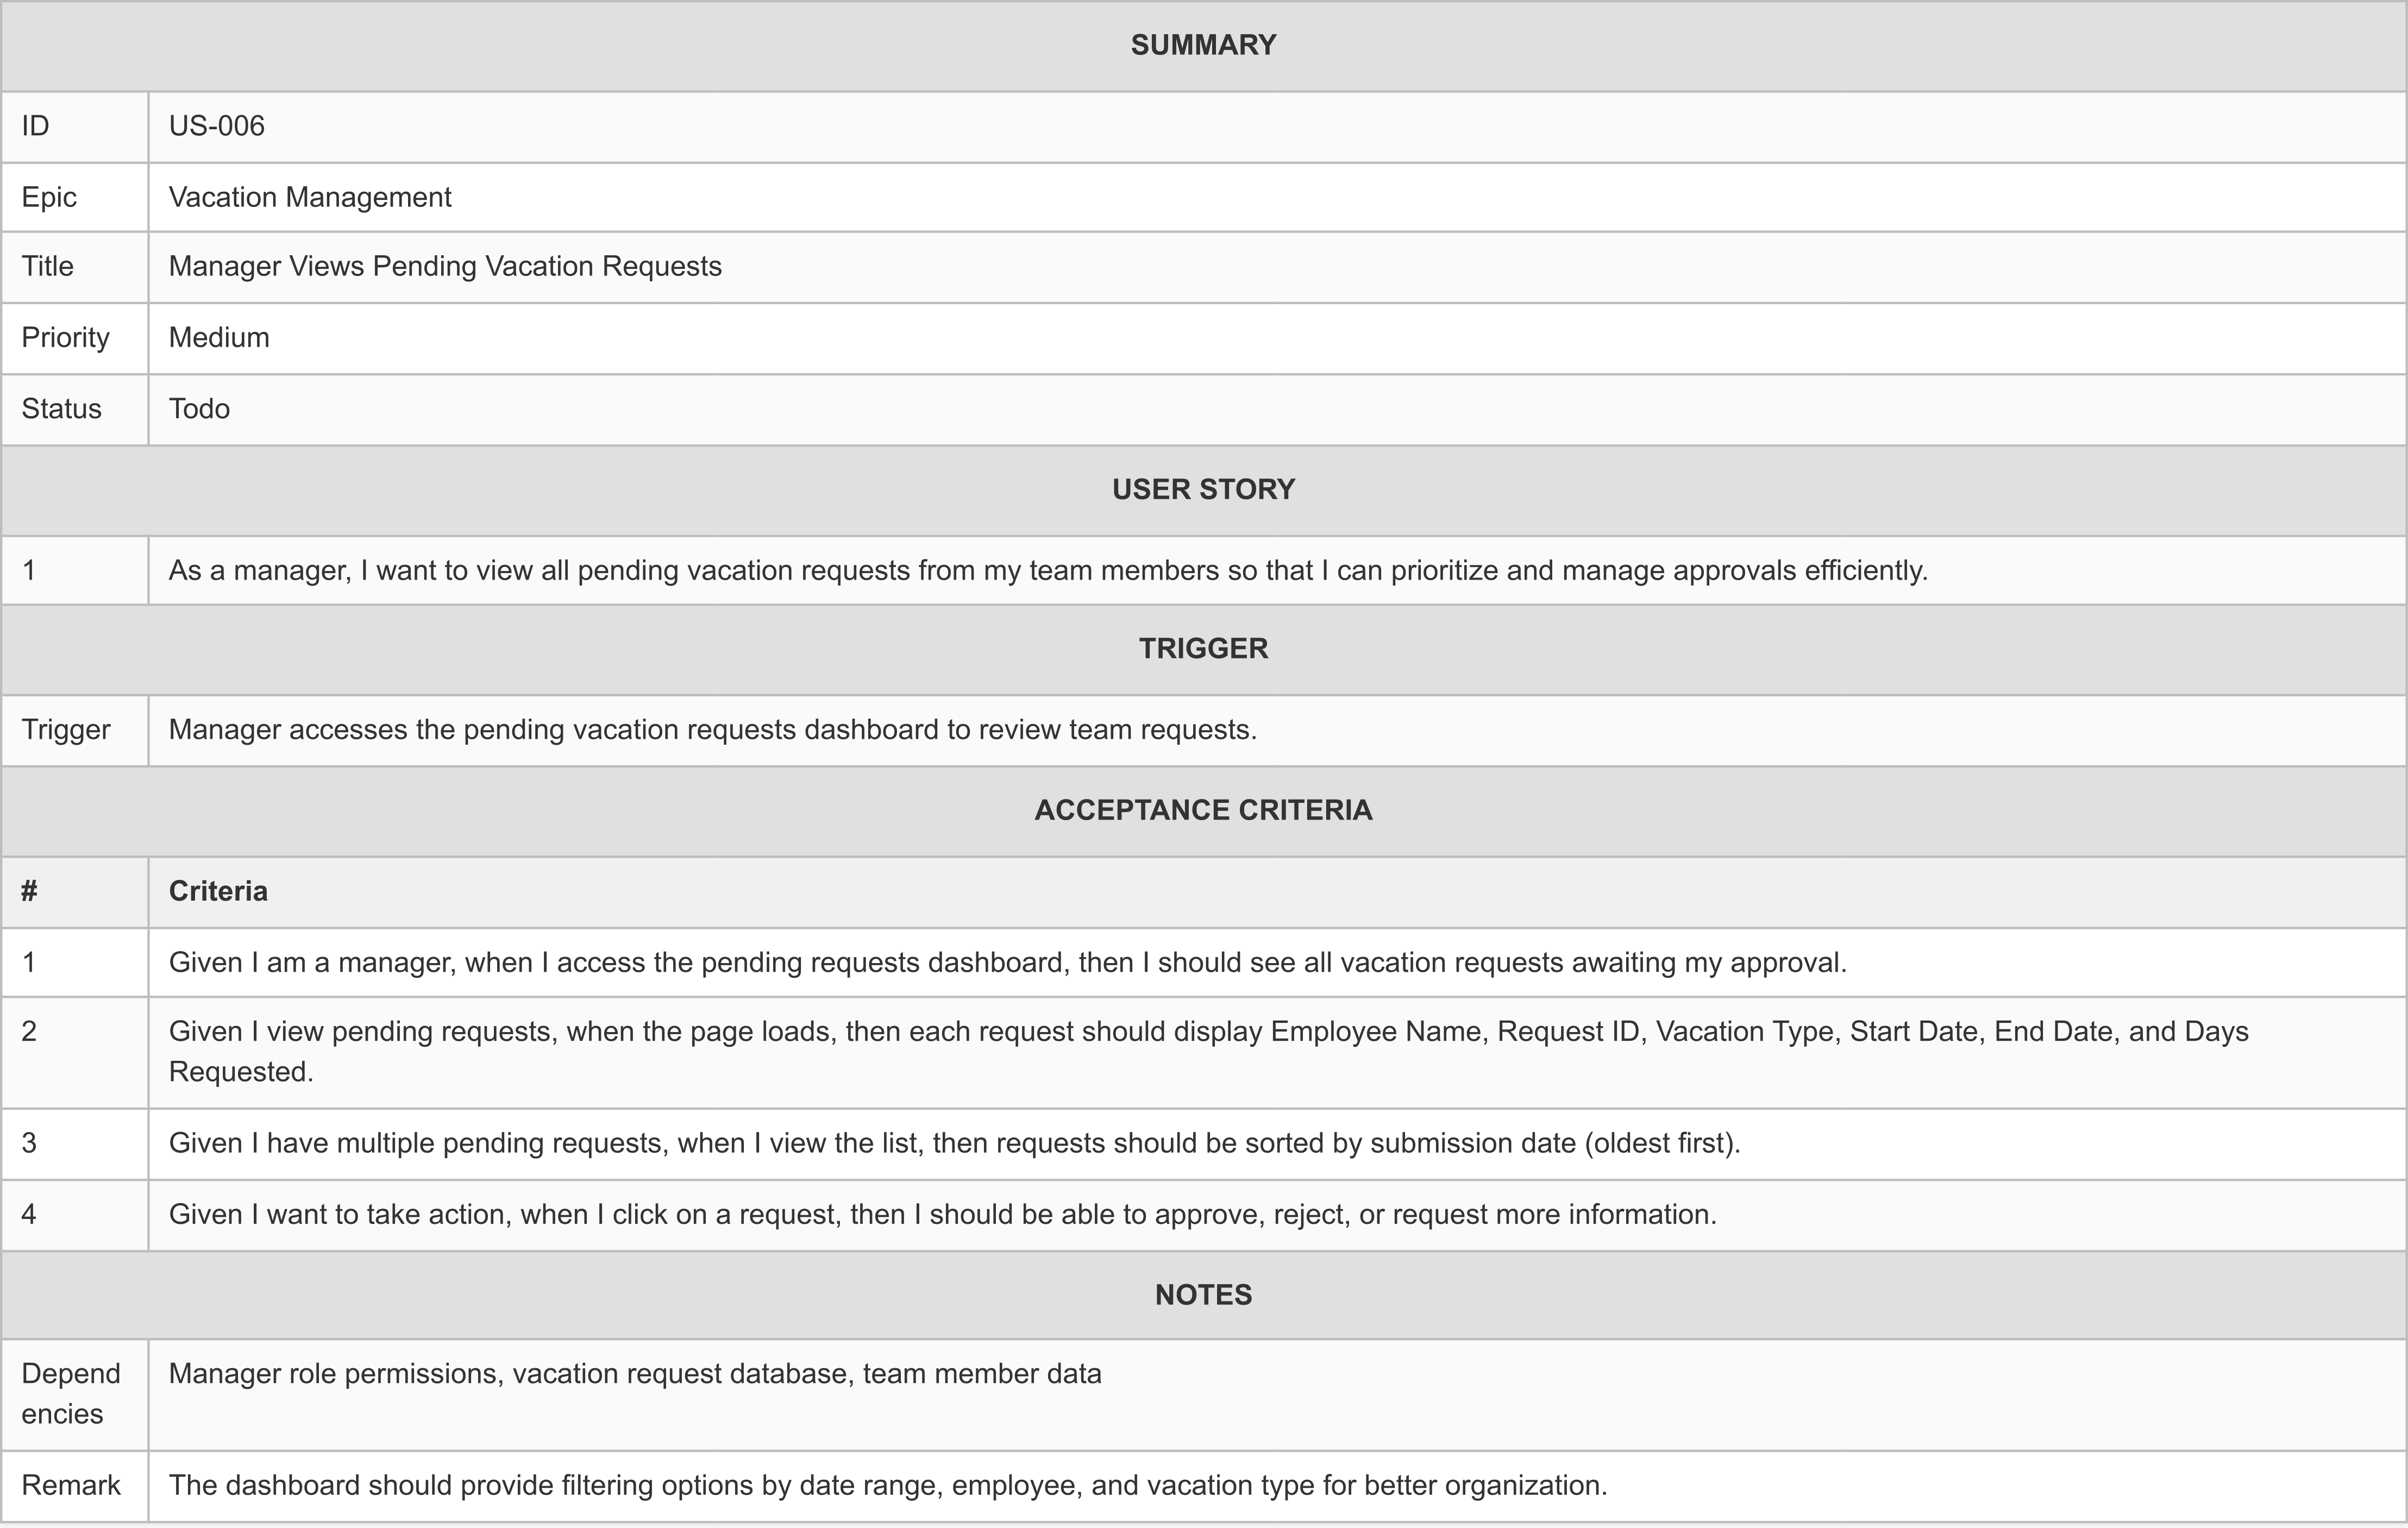 SUMMARY
ID US-006
Epic Vacation Management
Title Manager Views Pending Vacation Requests
Priority Medium
Status Todo
USER STORY
1 As a manager, I want to view all pending vacation requests from my team members so that I can prioritize and manage approvals efficiently.
TRIGGER
Trigger Manager accesses the pending vacation requests dashboard to review team requests.
ACCEPTANCE CRITERIA
# Criteria
1 Given I am a manager, when I access the pending requests dashboard, then I should see all vacation requests awaiting my approval.
2 Given I view pending requests, when the page loads, then each request should display Employee Name, Request ID, Vacation Type, Start Date, End Date, and Days
Requested.
3 Given I have multiple pending requests, when I view the list, then requests should be sorted by submission date (oldest first).
4 Given I want to take action, when I click on a request, then I should be able to approve, reject, or request more information.
NOTES
Depend Manager role permissions, vacation request database, team member data
encies
Remark The dashboard should provide filtering options by date range, employee, and vacation type for better organization.